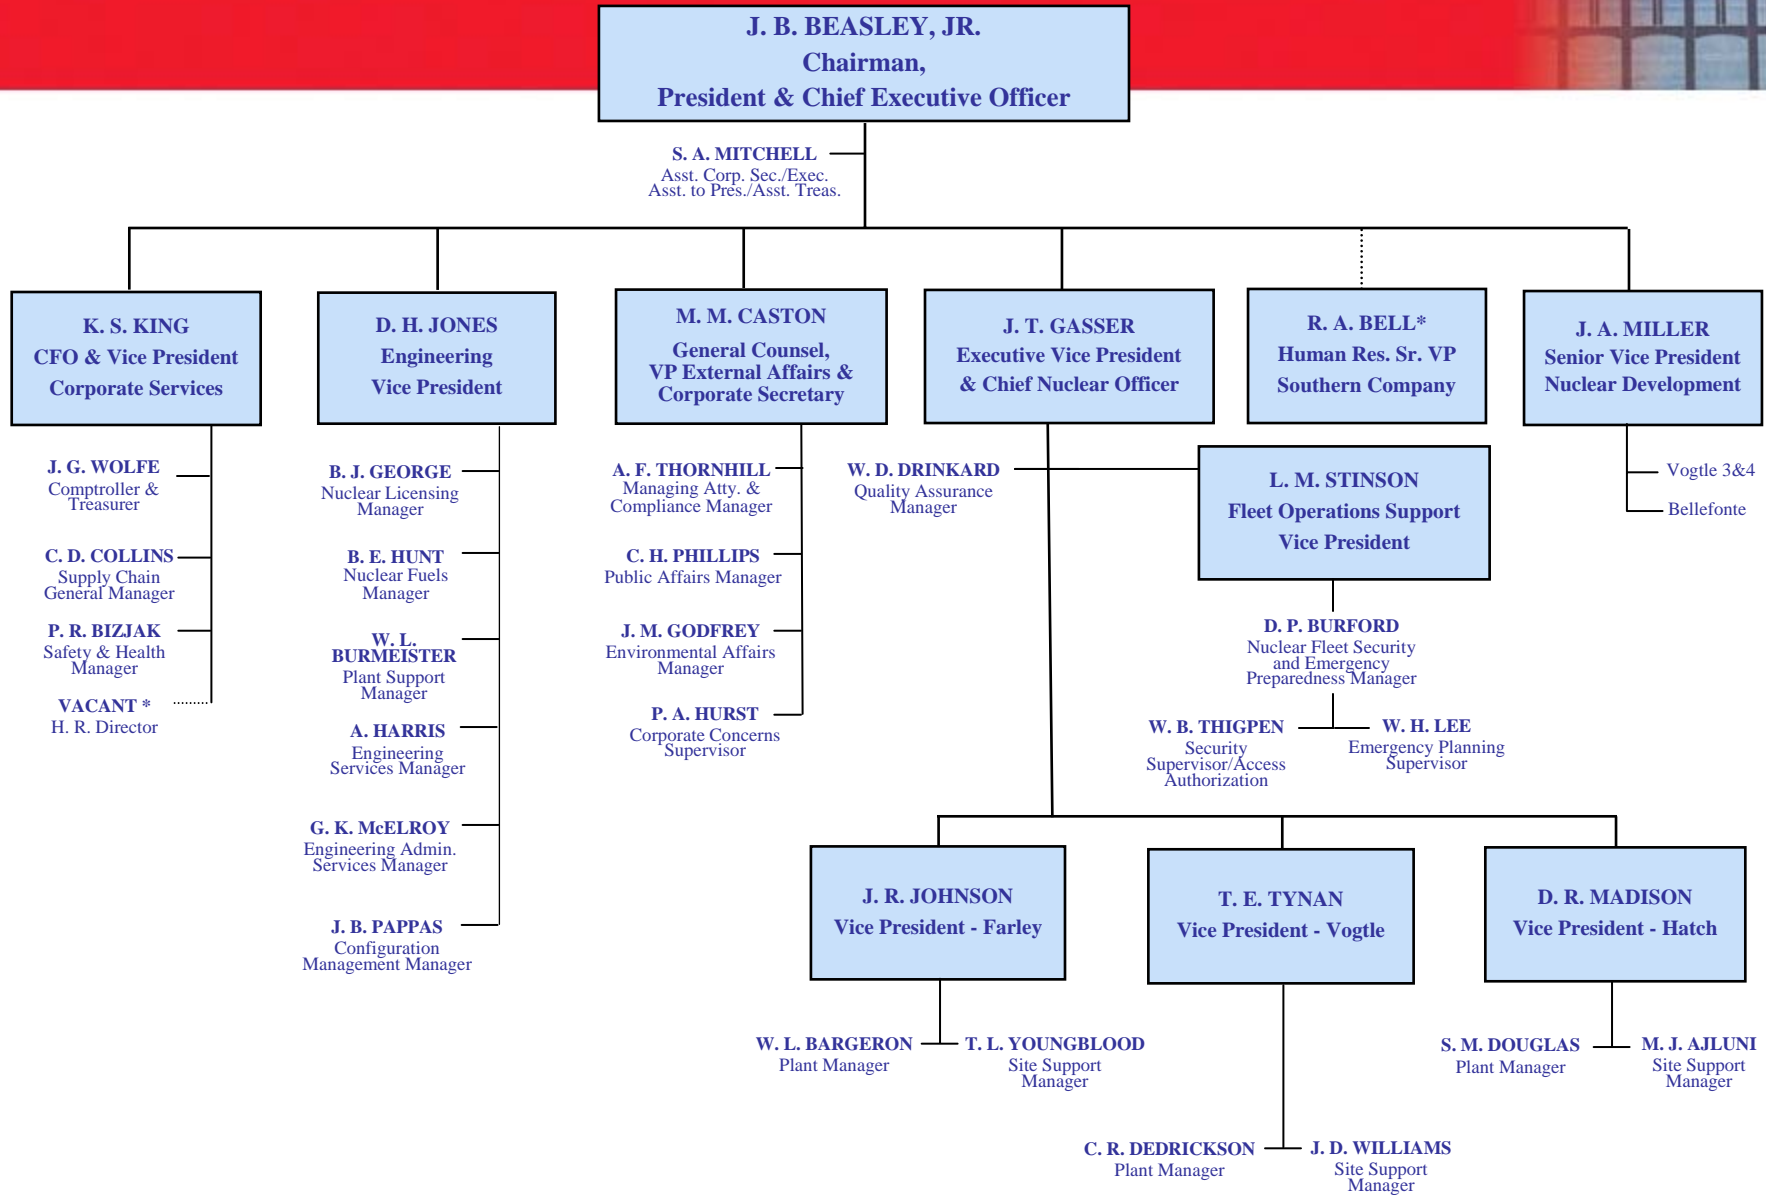 J. B. BEASLEY, JR.
Chairman,
President & Chief Executive Officer
S. A. MITCHELL
Asst. Corp. Sec./Exec.
Asst. to Pres./Asst. Treas.
K. S. KING
CFO & Vice President
Corporate Services
J. G. WOLFE
Comptroller &
Treasurer
C. D. COLLINS
Supply Chain
General Manager
P. R. BIZJAK
Safety & Health
Manager
VACANT *
H. R. Director
D. H. JONES
Engineering
Vice President
B. J. GEORGE
Nuclear Licensing
Manager
B. E. HUNT
Nuclear Fuels
Manager
W. L.
BURMEISTER
Plant Support
Manager
A. HARRIS
Engineering
Services Manager
G. K. McELROY
Engineering Admin.
Services Manager
J. B. PAPPAS
Configuration
Management Manager
M. M. CASTON
General Counsel,
VP External Affairs &
Corporate Secretary
A. F. THORNHILL
Managing Atty. &
Compliance Manager
C. H. PHILLIPS
Public Affairs Manager
J. M. GODFREY
Environmental Affairs
Manager
P. A. HURST
Corporate Concerns
Supervisor
J. T. GASSER
Executive Vice President
& Chief Nuclear Officer
W. D. DRINKARD
Quality Assurance
Manager
L. M. STINSON
Fleet Operations Support
Vice President
D. P. BURFORD
Nuclear Fleet Security
and Emergency
Preparedness Manager
W. B. THIGPEN
Security
Supervisor/Access
Authorization
W. H. LEE
Emergency Planning
Supervisor
R. A. BELL*
Human Res. Sr. VP
Southern Company
J. A. MILLER
Senior Vice President
Nuclear Development
Vogtle 3&4
Bellefonte
J. R. JOHNSON
Vice President - Farley
W. L. BARGERON
Plant Manager
T. L. YOUNGBLOOD
Site Support
Manager
T. E. TYNAN
Vice President - Vogtle
C. R. DEDRICKSON
Plant Manager
J. D. WILLIAMS
Site Support
Manager
D. R. MADISON
Vice President - Hatch
S. M. DOUGLAS
Plant Manager
M. J. AJLUNI
Site Support
Manager